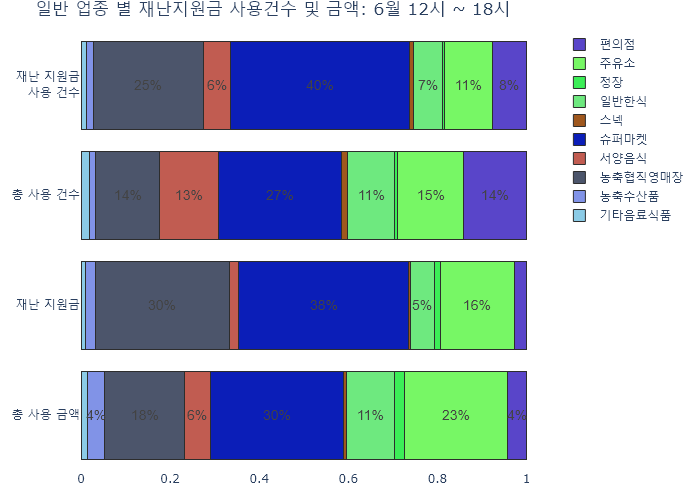 일반 업종 별 재난지원금 사용건수 및 금액: 6월 12시 ~ 18시
재난 지원금
사용 건수
25%
6%
40%
7%
11%
8%
총 사용 건수
14%
13%
27%
11%
15%
14%
재난 지원금
30%
38%
5%
16%
총 사용 금액
4%
18%
6%
30%
11%
23%
4%
0
0.2
0.4
0.6
0.8
1
편의점
주유소
정장
일반한식
스넥
슈퍼마켓
서양음식
농축협직영매장
농축수산품
기타음료식품